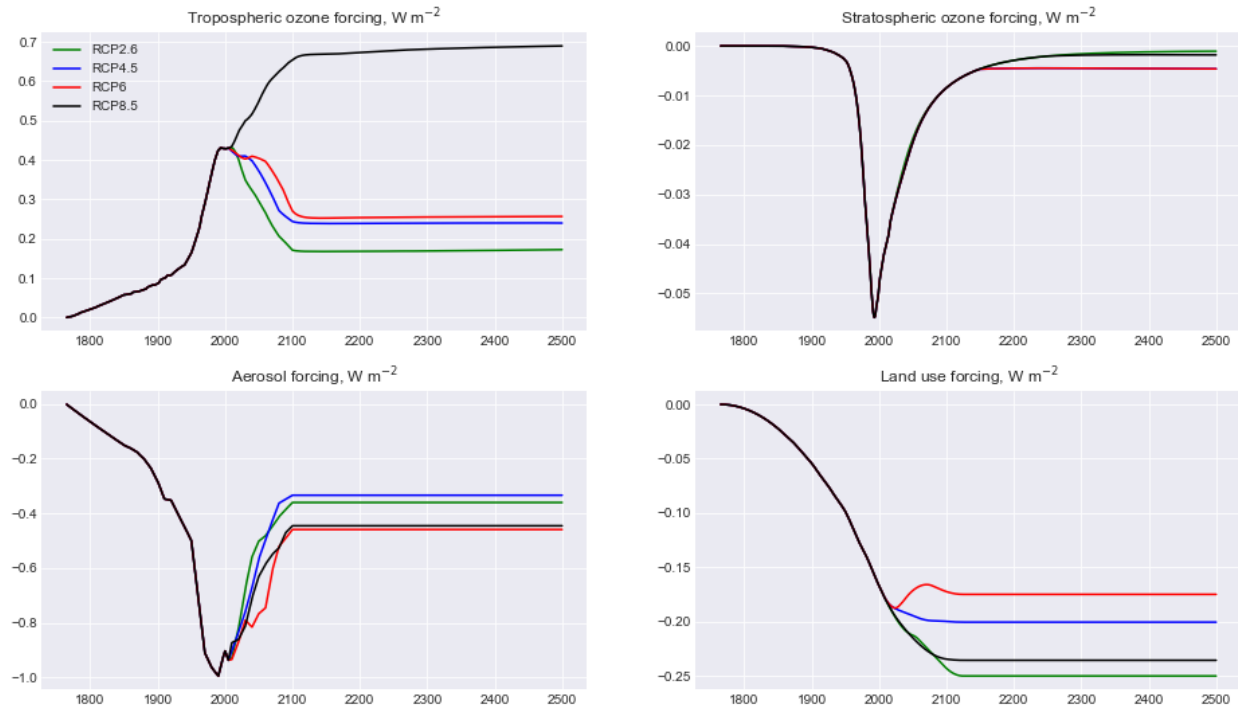 Tropospheric ozone forcing, W m⁻²
0.7
0.6
0.5
0.4
0.3
0.2
0.1
0.0
RCP2.6
RCP4.5
RCP6
RCP8.5
1800 1900 2000 2100 2200 2300 2400 2500
Stratospheric ozone forcing, W m⁻²
0.00
−0.01
−0.02
−0.03
−0.04
−0.05
1800 1900 2000 2100 2200 2300 2400 2500
Aerosol forcing, W m⁻²
0.0
−0.2
−0.4
−0.6
−0.8
−1.0
1800 1900 2000 2100 2200 2300 2400 2500
Land use forcing, W m⁻²
0.00
−0.05
−0.10
−0.15
−0.20
−0.25
1800 1900 2000 2100 2200 2300 2400 2500